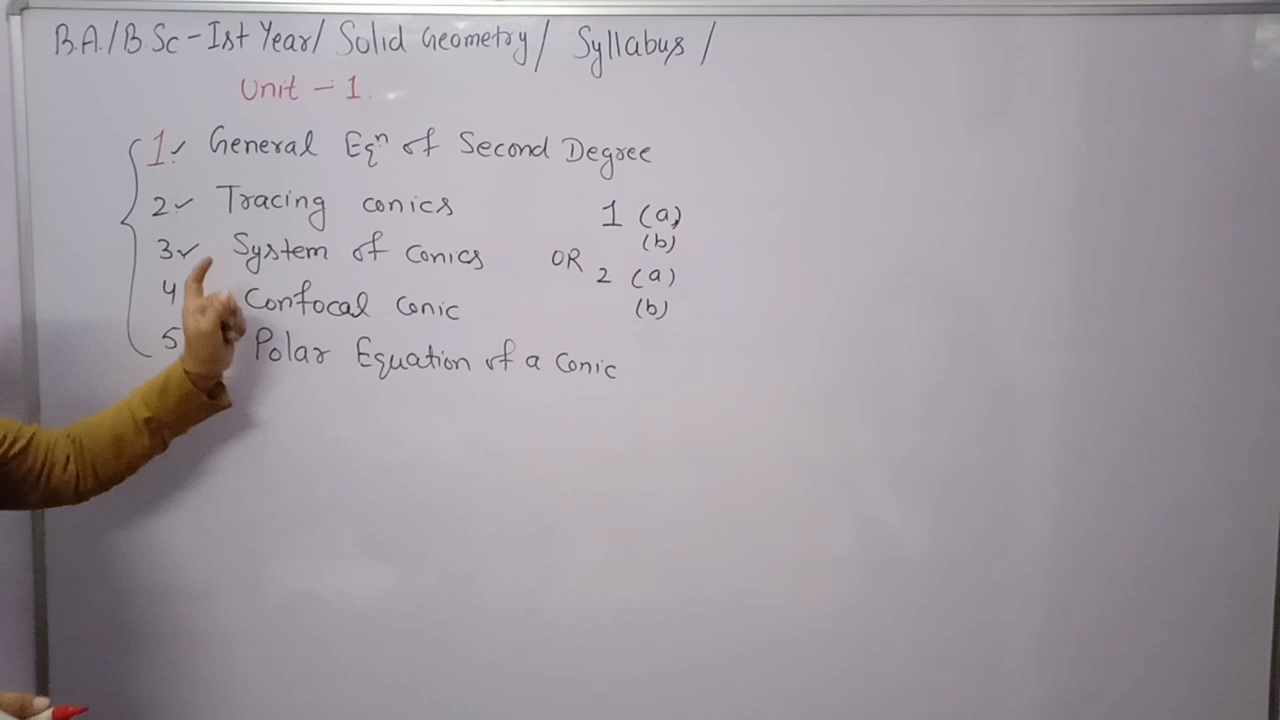 B.A./B.Sc - Ist Year/ Solid Geometry/ Syllabus /
Unit - 1.
1. General Eqⁿ of Second Degree
2. Tracing conics
3 System of Conics
4 Confocal Conic
5 Polar Equation of a Conic
1 (a)
(b)
OR
2 (a)
(b)